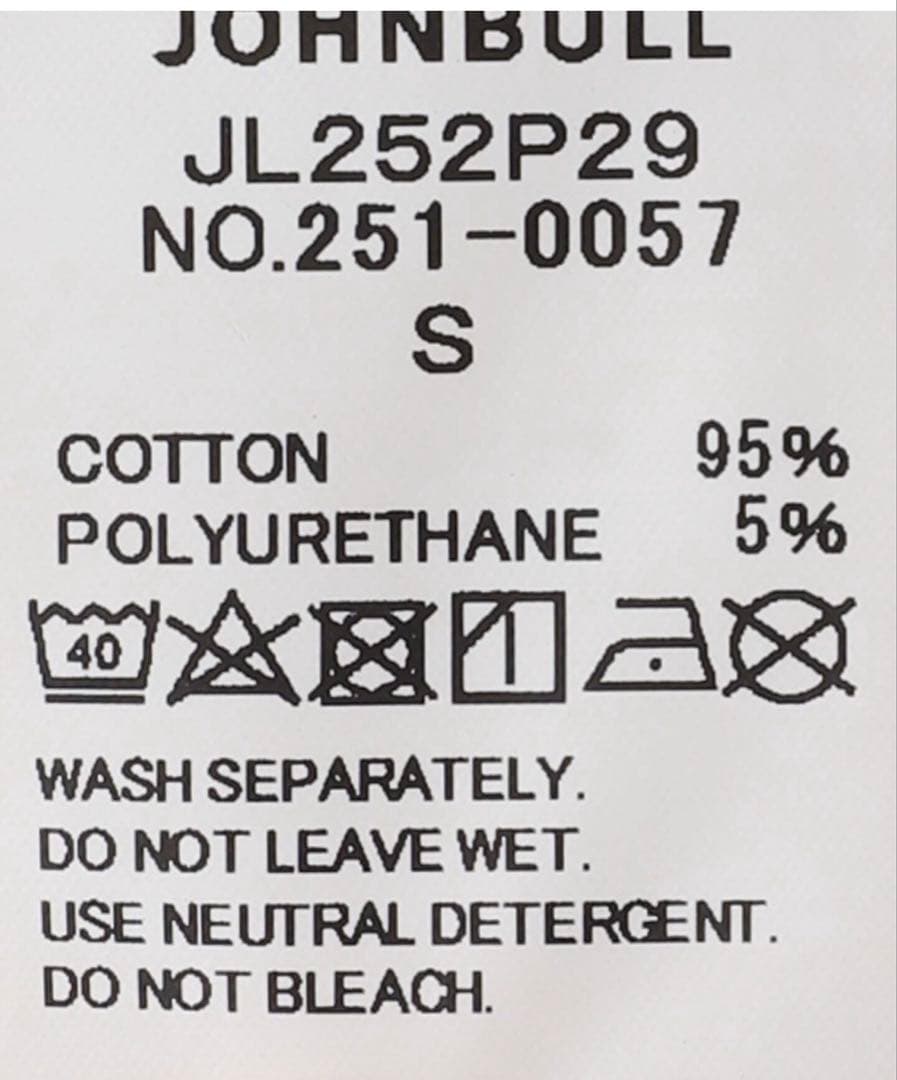 JOHNBULL
JL252P29
NO.251-0057
S
COTTON 95%
POLYURETHANE 5%
40
WASH SEPARATELY.
DO NOT LEAVE WET.
USE NEUTRAL DETERGENT.
DO NOT BLEACH.